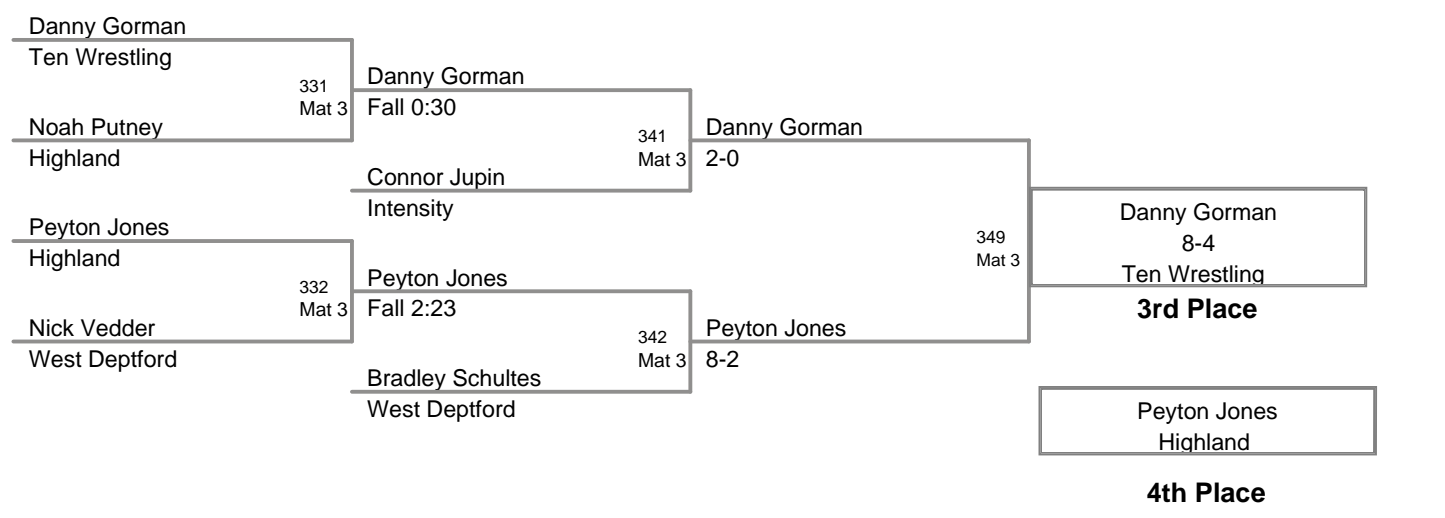 Danny Gorman
Ten Wrestling
331
Mat 3
Noah Putney
Highland
Danny Gorman
Fall 0:30
Connor Jupin
Intensity
341
Mat 3
Danny Gorman
2-0
Peyton Jones
Highland
332
Mat 3
Nick Vedder
West Deptford
Peyton Jones
Fall 2:23
Bradley Schultes
West Deptford
342
Mat 3
Peyton Jones
8-2
349
Mat 3
Danny Gorman
8-4
Ten Wrestling
3rd Place
Peyton Jones
Highland
4th Place